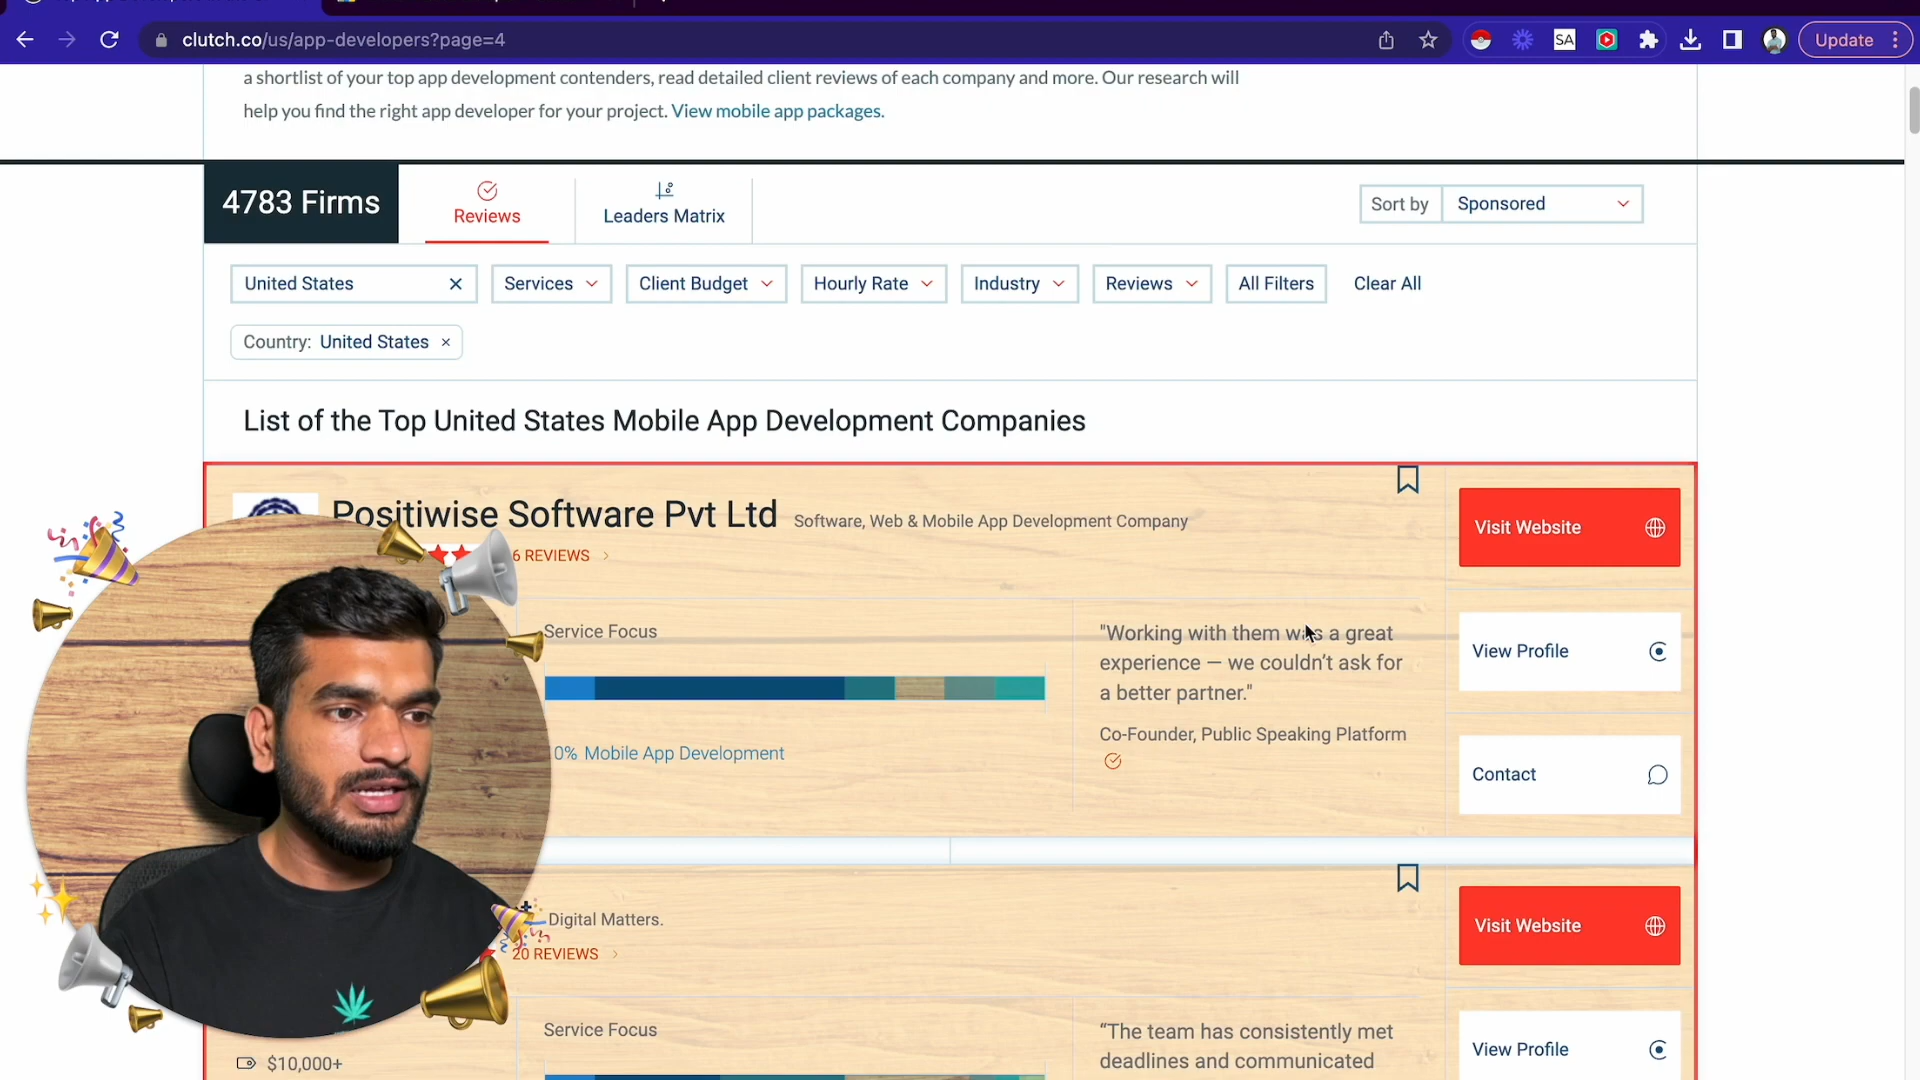 clutch.co/us/app-developers?page=4
SA
Update
a shortlist of your top app development contenders, read detailed client reviews of each company and more. Our research will
help you find the right app developer for your project. View mobile app packages.
4783 Firms
Reviews
Leaders Matrix
Sort by
Sponsored
United States
Services
Client Budget
Hourly Rate
Industry
Reviews
All Filters
Clear All
Country: United States
List of the Top United States Mobile App Development Companies
Positiwise Software Pvt Ltd
Software, Web & Mobile App Development Company
6 REVIEWS
Visit Website
Service Focus
"Working with them was a great
experience — we couldn't ask for
a better partner."
View Profile
Co-Founder, Public Speaking Platform
0% Mobile App Development
Contact
Digital Matters.
20 REVIEWS
Visit Website
Service Focus
“The team has consistently met
deadlines and communicated
View Profile
$10,000+